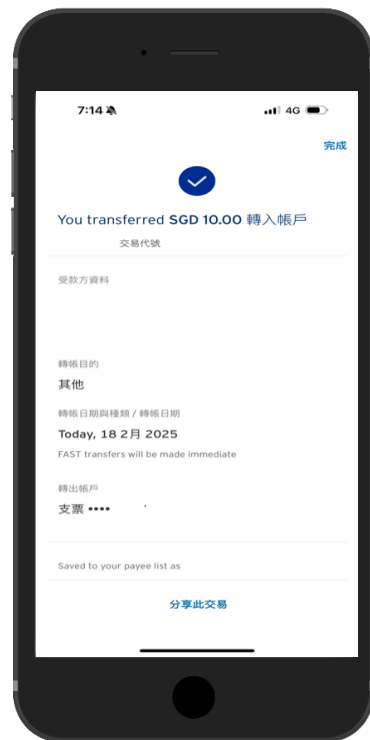 7:14
4G
完成
You transferred SGD 10.00 轉入帳戶
交易代號
受款方資料
轉帳目的
其他
轉帳日期與種類 / 轉帳日期
Today, 18 2月 2025
FAST transfers will be made immediate
轉出帳戶
支票 ••••
Saved to your payee list as
分享此交易